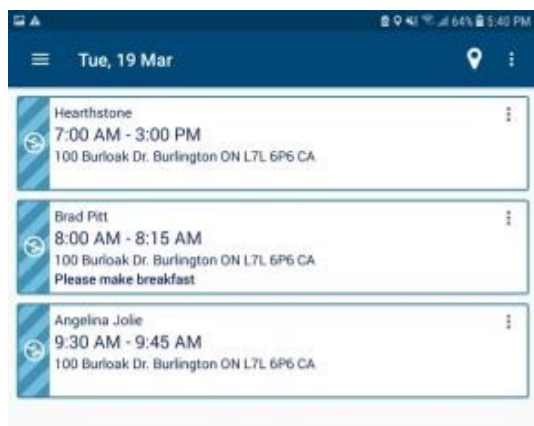 64% 5:40 PM
Tue, 19 Mar
Hearthstone
7:00 AM - 3:00 PM
100 Burloak Dr. Burlington ON L7L 6P6 CA
Brad Pitt
8:00 AM - 8:15 AM
100 Burloak Dr. Burlington ON L7L 6P6 CA
Please make breakfast
Angelina Jolie
9:30 AM - 9:45 AM
100 Burloak Dr. Burlington ON L7L 6P6 CA